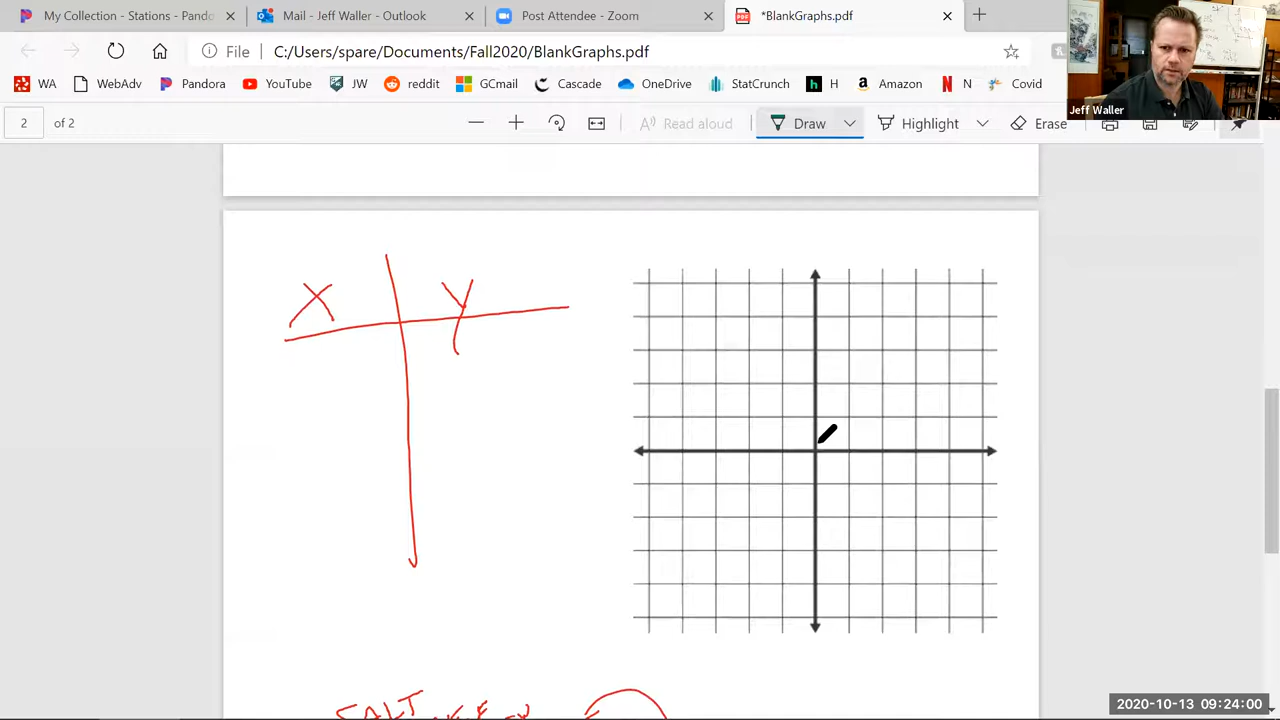 y Collection - Stations - Pando
Mail - Jeff Waller - Outlook
Post Attendee - Zoom
*BlankGraphs.pdf
File C:/Users/spare/Documents/Fall2020/BlankGraphs.pdf
WA WebAdv Pandora YouTube JW reddit GCmail Cascade OneDrive StatCrunch H Amazon N Covid
Jeff Waller
2 of 2 Read aloud Draw Highlight Erase
X Y
SALT
2020-10-13 09:24:00